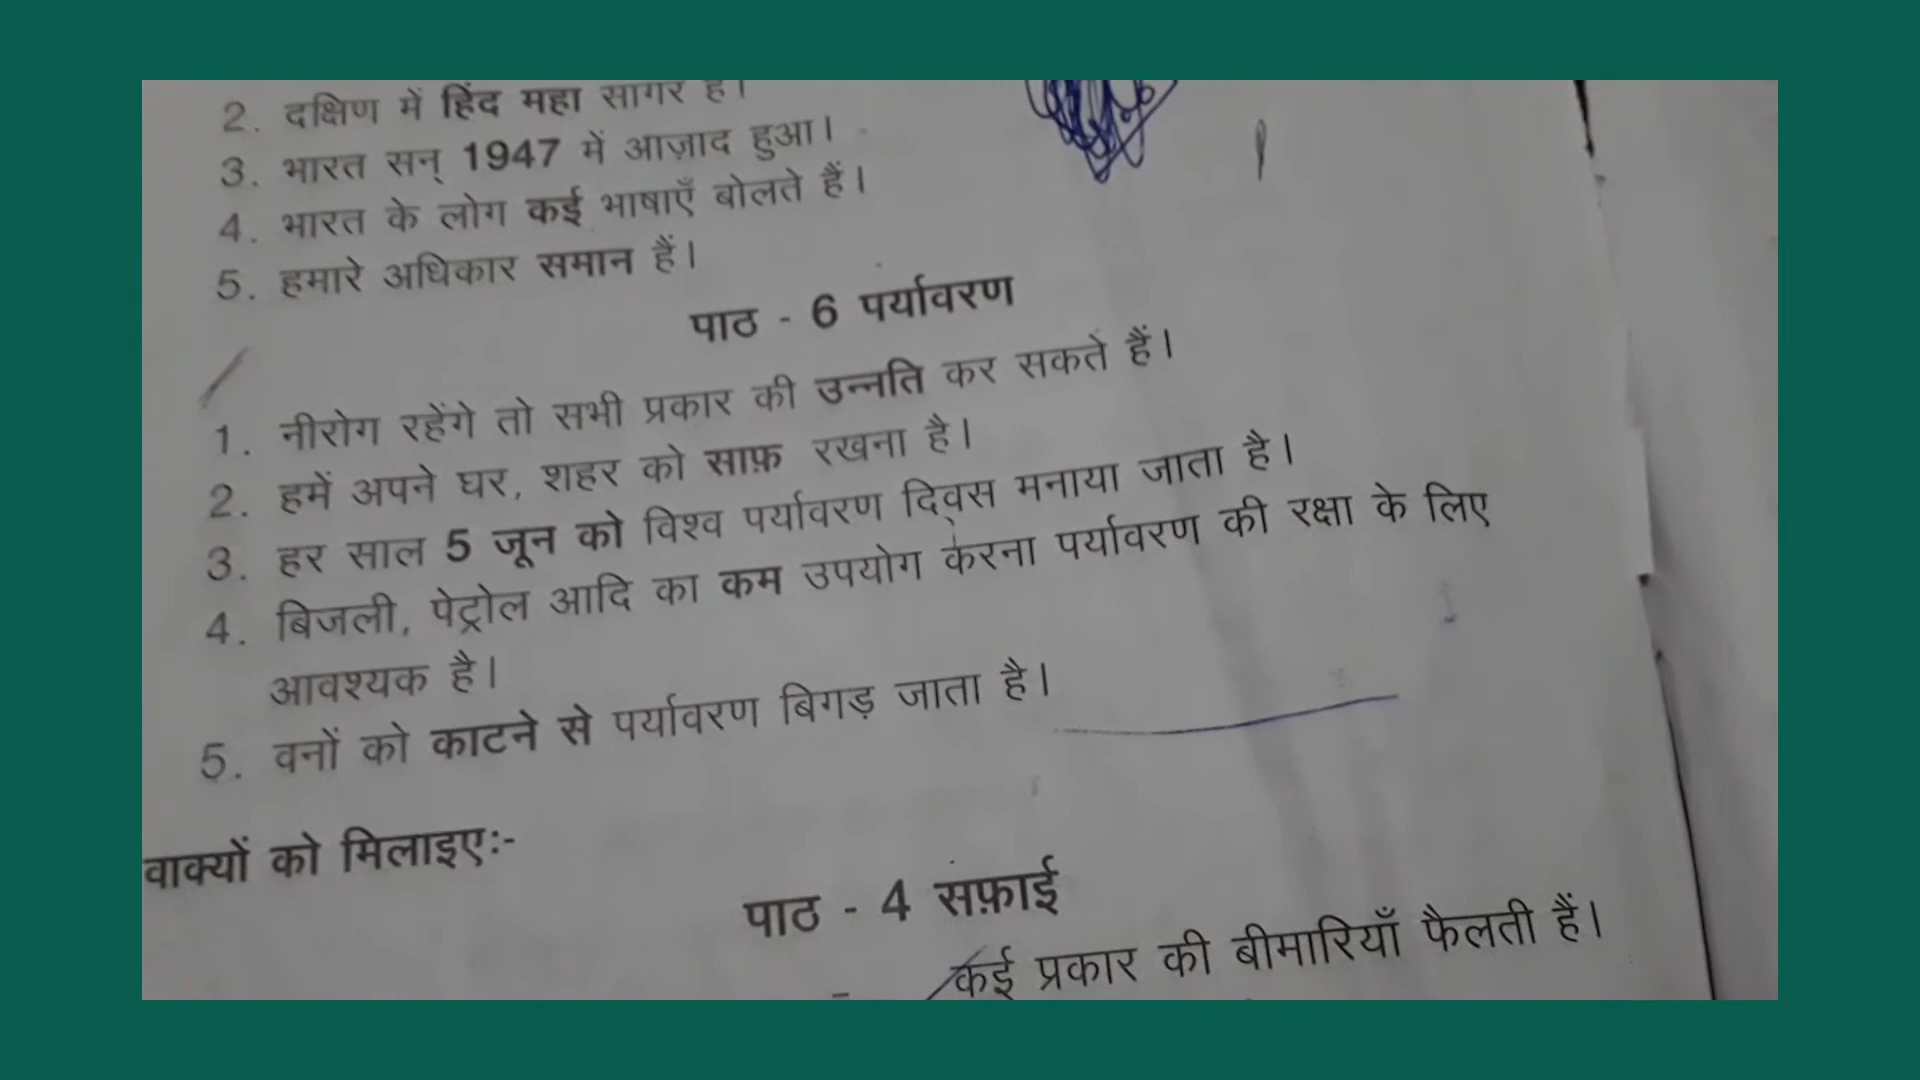 2. दक्षिण में हिंद महा सागर है।
3. भारत सन् 1947 में आज़ाद हुआ।
4. भारत के लोग कई भाषाएँ बोलते हैं।
5. हमारे अधिकार समान हैं।
पाठ - 6 पर्यावरण
1. नीरोग रहेंगे तो सभी प्रकार की उन्नति कर सकते हैं।
2. हमें अपने घर, शहर को साफ़ रखना है।
3. हर साल 5 जून को विश्व पर्यावरण दिवस मनाया जाता है।
4. बिजली, पेट्रोल आदि का कम उपयोग करना पर्यावरण की रक्षा के लिए
आवश्यक है।
5. वनों को काटने से पर्यावरण बिगड़ जाता है।
वाक्यों को मिलाइए:-
पाठ - 4 सफ़ाई
- कई प्रकार की बीमारियाँ फैलती हैं।